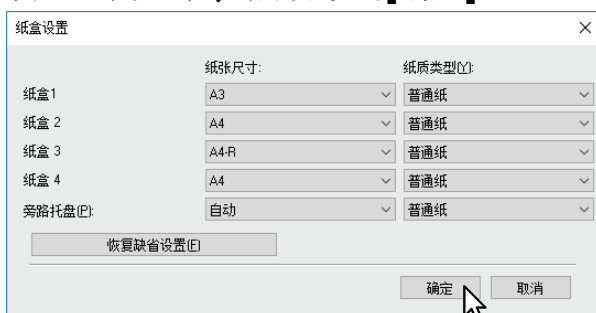 纸盒设置
纸张尺寸: 纸质类型(Y):
纸盒1 A3 普通纸
纸盒 2 A4 普通纸
纸盒 3 A4-R 普通纸
纸盒 4 A4 普通纸
旁路托盘(P): 自动 普通纸
恢复缺省设置(F)
确定 取消